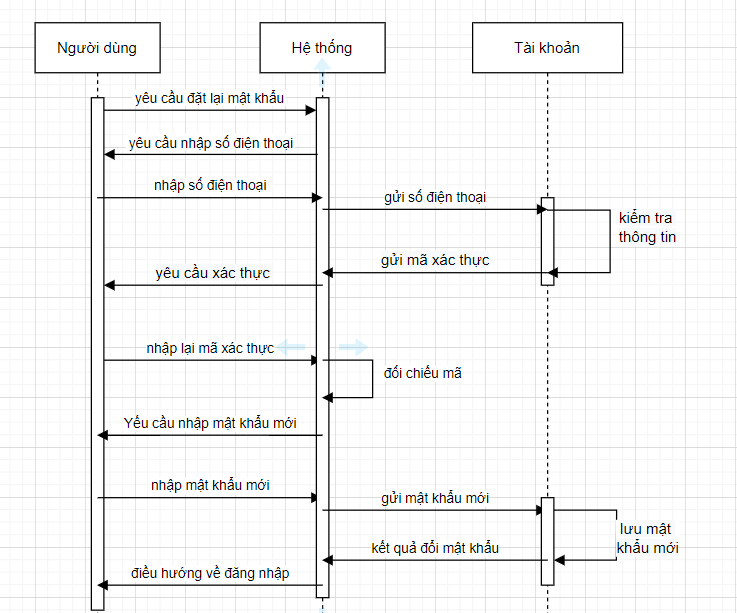 Người dùng
Hệ thống
Tài khoản
yêu cầu đặt lại mật khẩu
yêu cầu nhập số điện thoại
nhâp số điện thoại
gửi số điện thoại
kiểm tra
thông tin
gửi mã xác thực
yêu cầu xác thực
nhập lại mã xác thực
đối chiếu mã
Yếu cầu nhập mật khẩu mới
nhập mật khẩu mới
gửi mật khẩu mới
lưu mật
khẩu mới
kết quả đổi mật khẩu
điều hướng về đăng nhập